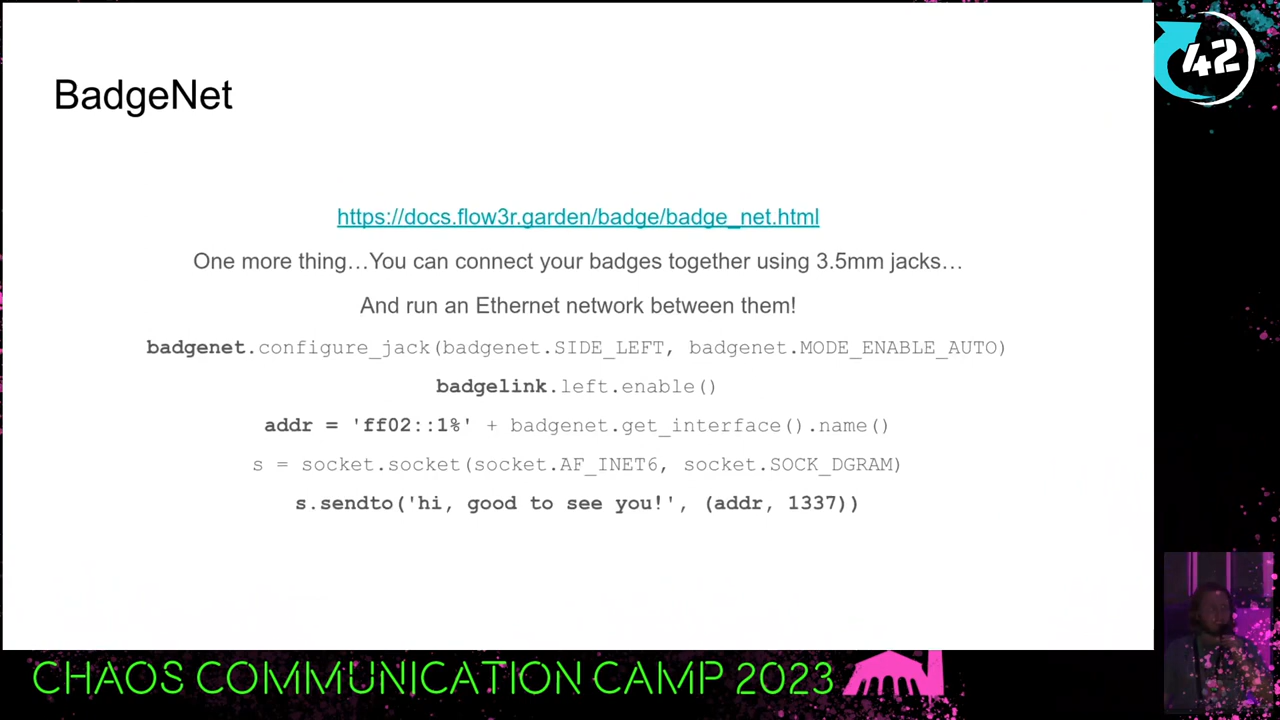 42
BadgeNet
https://docs.flow3r.garden/badge/badge_net.html
One more thing…You can connect your badges together using 3.5mm jacks…
And run an Ethernet network between them!
badgenet.configure_jack(badgenet.SIDE_LEFT, badgenet.MODE_ENABLE_AUTO)
badgelink.left.enable()
addr = 'ff02::1%' + badgenet.get_interface().name()
s = socket.socket(socket.AF_INET6, socket.SOCK_DGRAM)
s.sendto('hi, good to see you!', (addr, 1337))
CHAOS COMMUNICATION CAMP 2023